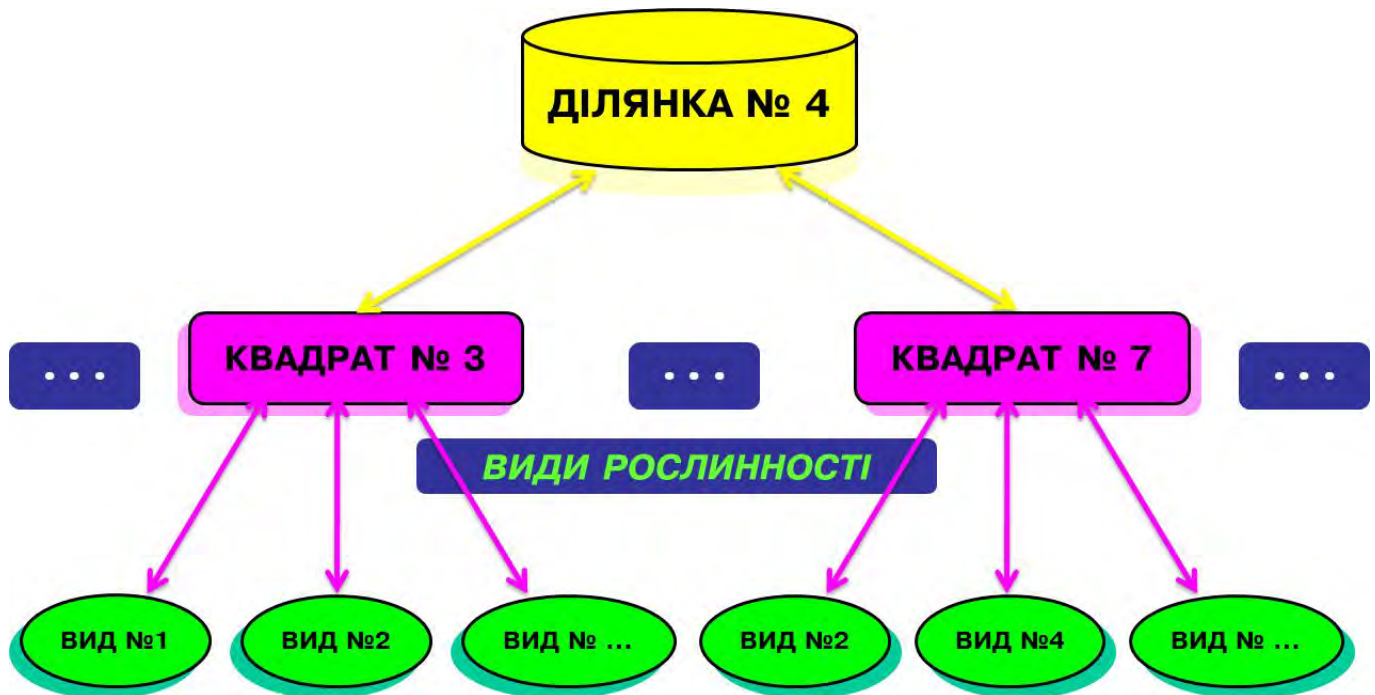 ДІЛЯНКА № 4
. . .
КВАДРАТ № 3
. . .
КВАДРАТ № 7
. . .
ВИДИ РОСЛИННОСТІ
ВИД №1
ВИД №2
ВИД № ...
ВИД №2
ВИД №4
ВИД № ...